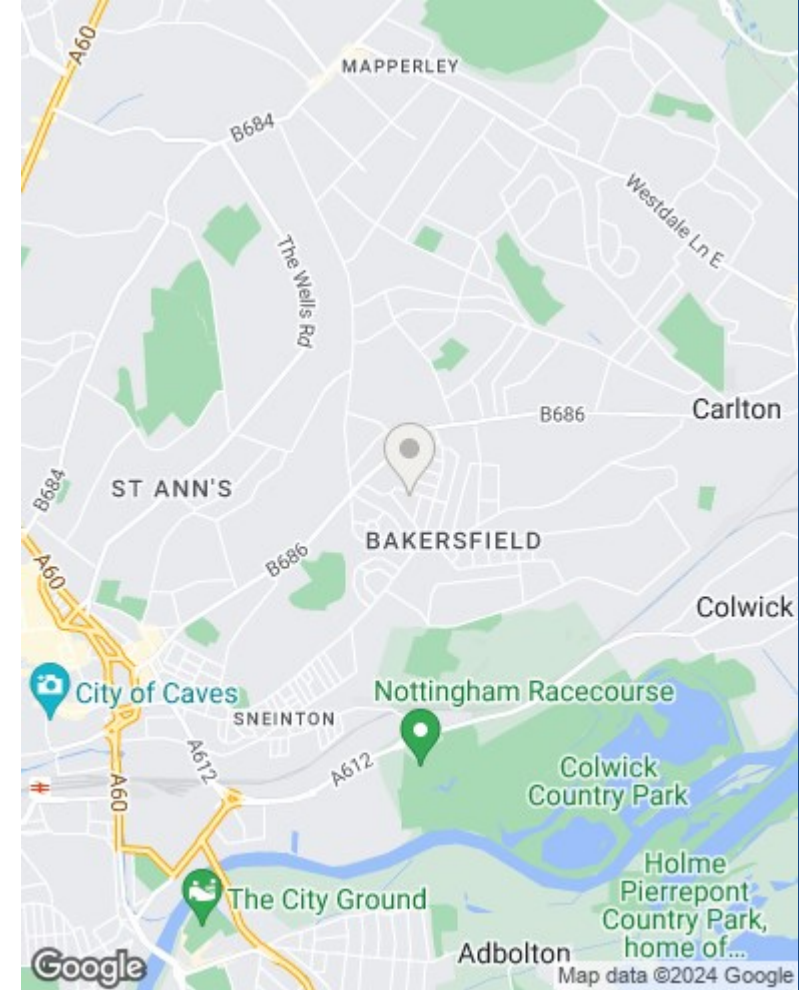 A60
MAPPERLEY
B684
Westdale Ln E
The Wells Rd
B686
Carlton
B684
ST ANN'S
BAKERSFIELD
A60
B686
Colwick
City of Caves
Nottingham Racecourse
SNEINTON
A612
A612
A60
Colwick
Country Park
Holme
Pierrepont
Country Park,
home of...
The City Ground
Adbolton
Google
Map data ©2024 Google